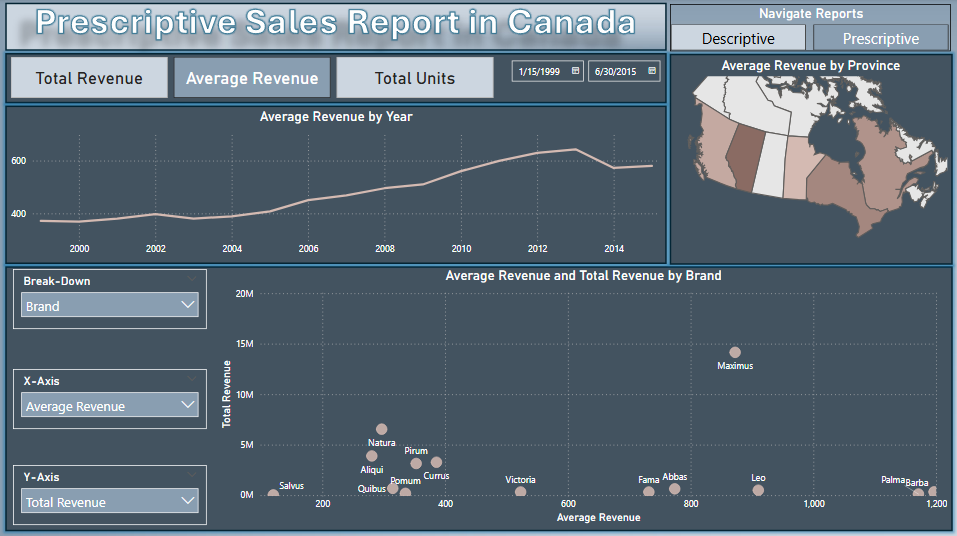 Prescriptive Sales Report in Canada
Navigate Reports
Descriptive
Prescriptive
Total Revenue
Average Revenue
Total Units
1/15/1999
6/30/2015
Average Revenue by Year
600
400
2000 2002 2004 2006 2008 2010 2012 2014
Average Revenue by Province
Break-Down
Brand
X-Axis
Average Revenue
Y-Axis
Total Revenue
Average Revenue and Total Revenue by Brand
Total Revenue
20M
15M
10M
5M
0M
Maximus
Natura
Pirum
Aliqui
Currus
Salvus
Quibus
Pomum
Victoria
Fama
Abbas
Leo
Palma
Barba
200 400 600 800 1,000 1,200
Average Revenue